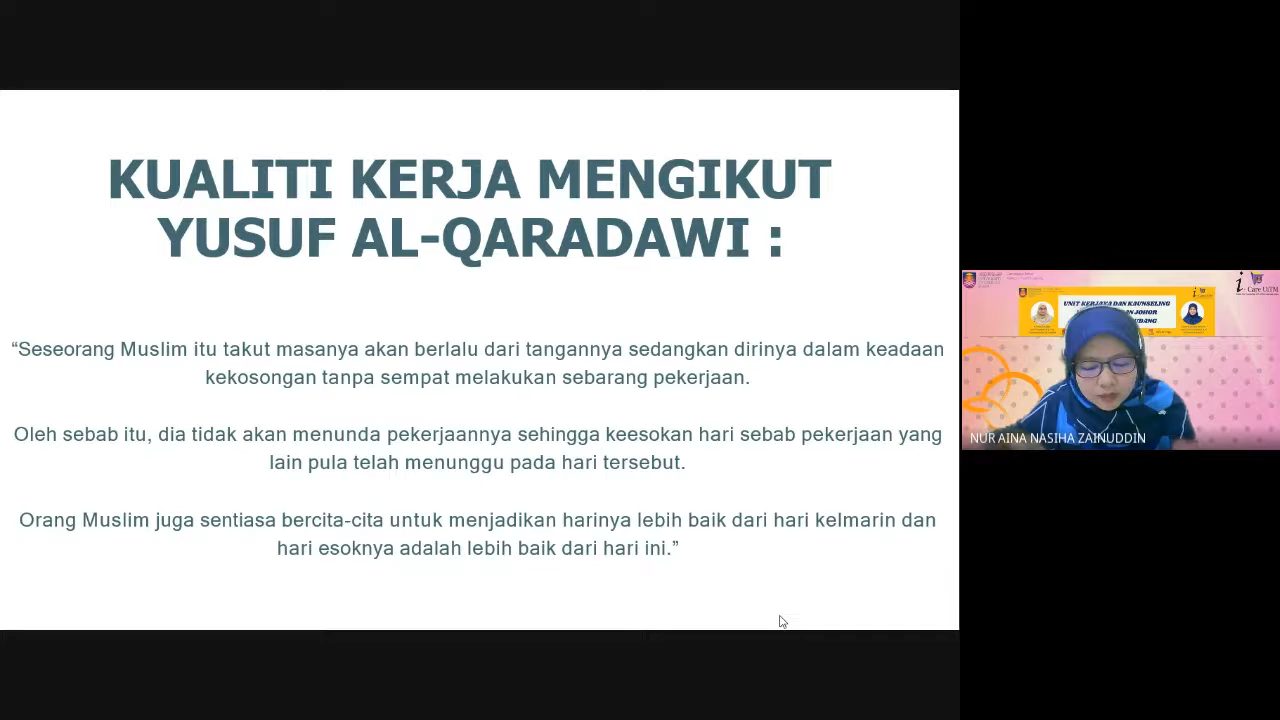 KUALITI KERJA MENGIKUT
YUSUF AL-QARADAWI :
“Seseorang Muslim itu takut masanya akan berlalu dari tangannya sedangkan dirinya dalam keadaan
kekosongan tanpa sempat melakukan sebarang pekerjaan.
Oleh sebab itu, dia tidak akan menunda pekerjaannya sehingga keesokan hari sebab pekerjaan yang
lain pula telah menunggu pada hari tersebut.
Orang Muslim juga sentiasa bercita-cita untuk menjadikan harinya lebih baik dari hari kelmarin dan
hari esoknya adalah lebih baik dari hari ini.”
i Care UiTM
UNIT KERJAYA DAN KAUNSELING
JOHOR
NUR AINA NASIHA ZAINUDDIN